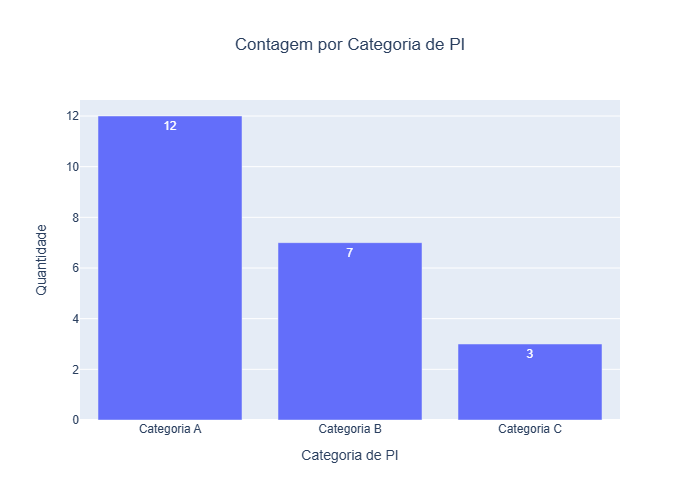 Contagem por Categoria de PI
12
10
8
6
4
2
0
Quantidade
12
7
3
Categoria A
Categoria B
Categoria C
Categoria de PI